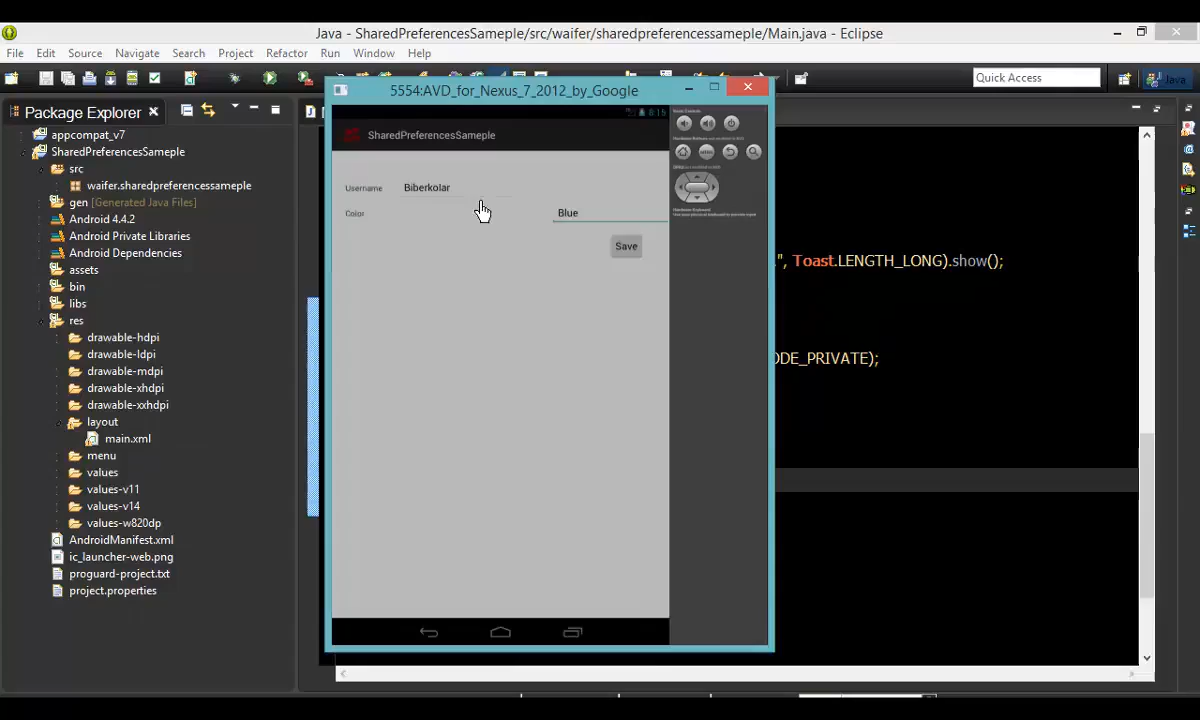 Java - SharedPreferencesSameple/src/waifer/sharedpreferencessameple/Main.java - Eclipse
File Edit Source Navigate Search Project Refactor Run Window Help
Quick Access
Java
Package Explorer
appcompat_v7
SharedPreferencesSameple
src
waifer.sharedpreferencessameple
gen [Generated Java Files]
Android 4.4.2
Android Private Libraries
Android Dependencies
assets
bin
libs
res
drawable-hdpi
drawable-ldpi
drawable-mdpi
drawable-xhdpi
drawable-xxhdpi
layout
main.xml
menu
values
values-v11
values-v14
values-w820dp
AndroidManifest.xml
ic_launcher-web.png
proguard-project.txt
project.properties
5554:AVD_for_Nexus_7_2012_by_Google
SharedPreferencesSameple
Username Biberkolar
Color Blue
Save
", Toast.LENGTH_LONG).show();
ODE_PRIVATE);